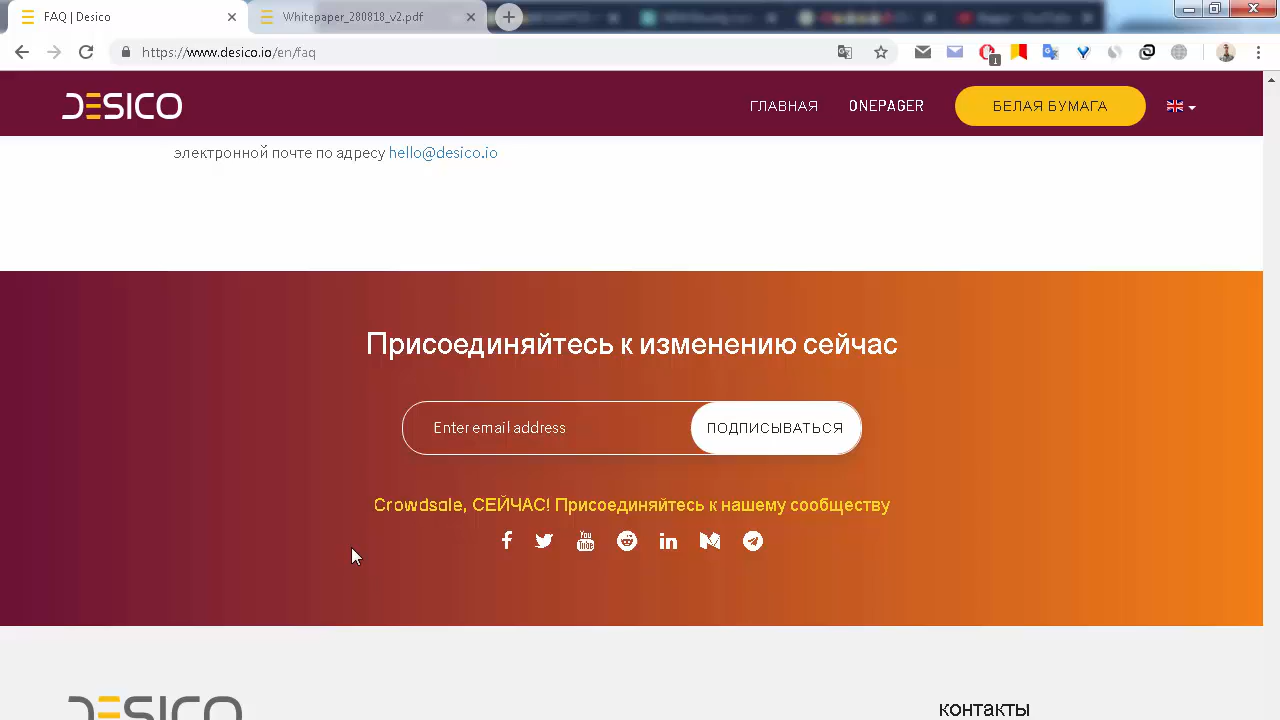 FAQ | Desico
Whitepaper_280818_v2.pdf
https://www.desico.io/en/faq
1
DESICO
ГЛАВНАЯ
ONEPAGER
БЕЛАЯ БУМАГА
электронной почте по адресу hello@desico.io
Присоединяйтесь к изменению сейчас
Enter email address
ПОДПИСЫВАТЬСЯ
Crowdsale, СЕЙЧАС! Присоединяйтесь к нашему сообществу
DESICO
контакты